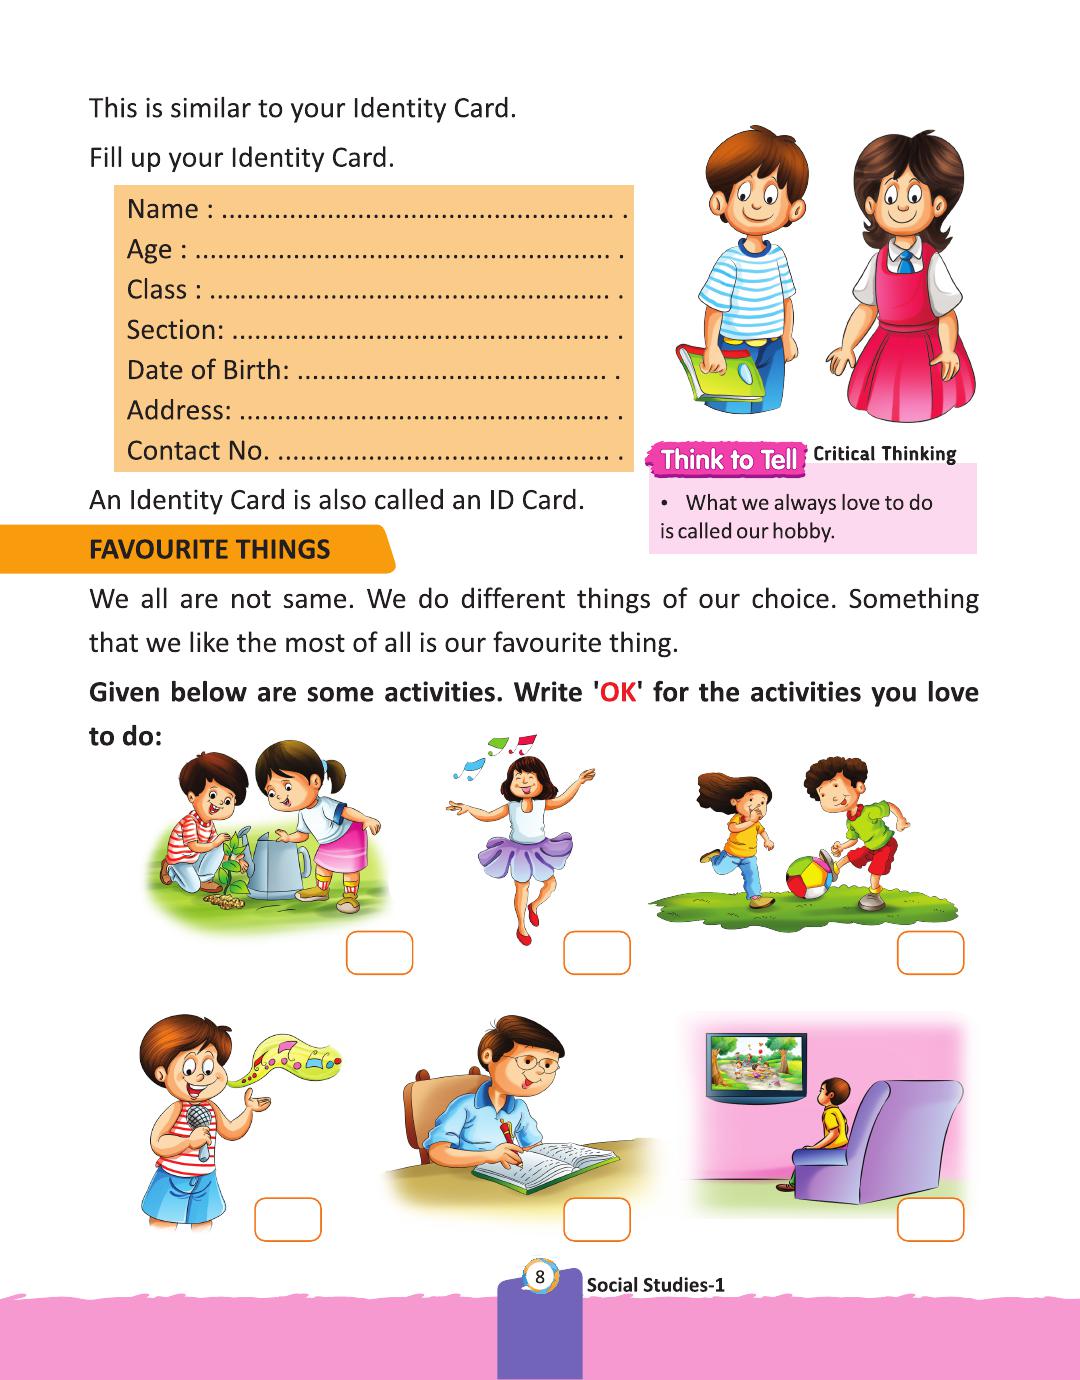 This is similar to your Identity Card.
Fill up your Identity Card.
Name : .................................................... .
Age : ....................................................... .
Class : ..................................................... .
Section: .................................................. .
Date of Birth: ......................................... .
Address: ................................................. .
Contact No. ............................................ .
An Identity Card is also called an ID Card.
Think to Tell Critical Thinking
• What we always love to do
is called our hobby.
FAVOURITE THINGS
We all are not same. We do different things of our choice. Something
that we like the most of all is our favourite thing.
Given below are some activities. Write 'OK' for the activities you love
to do:
8
Social Studies-1